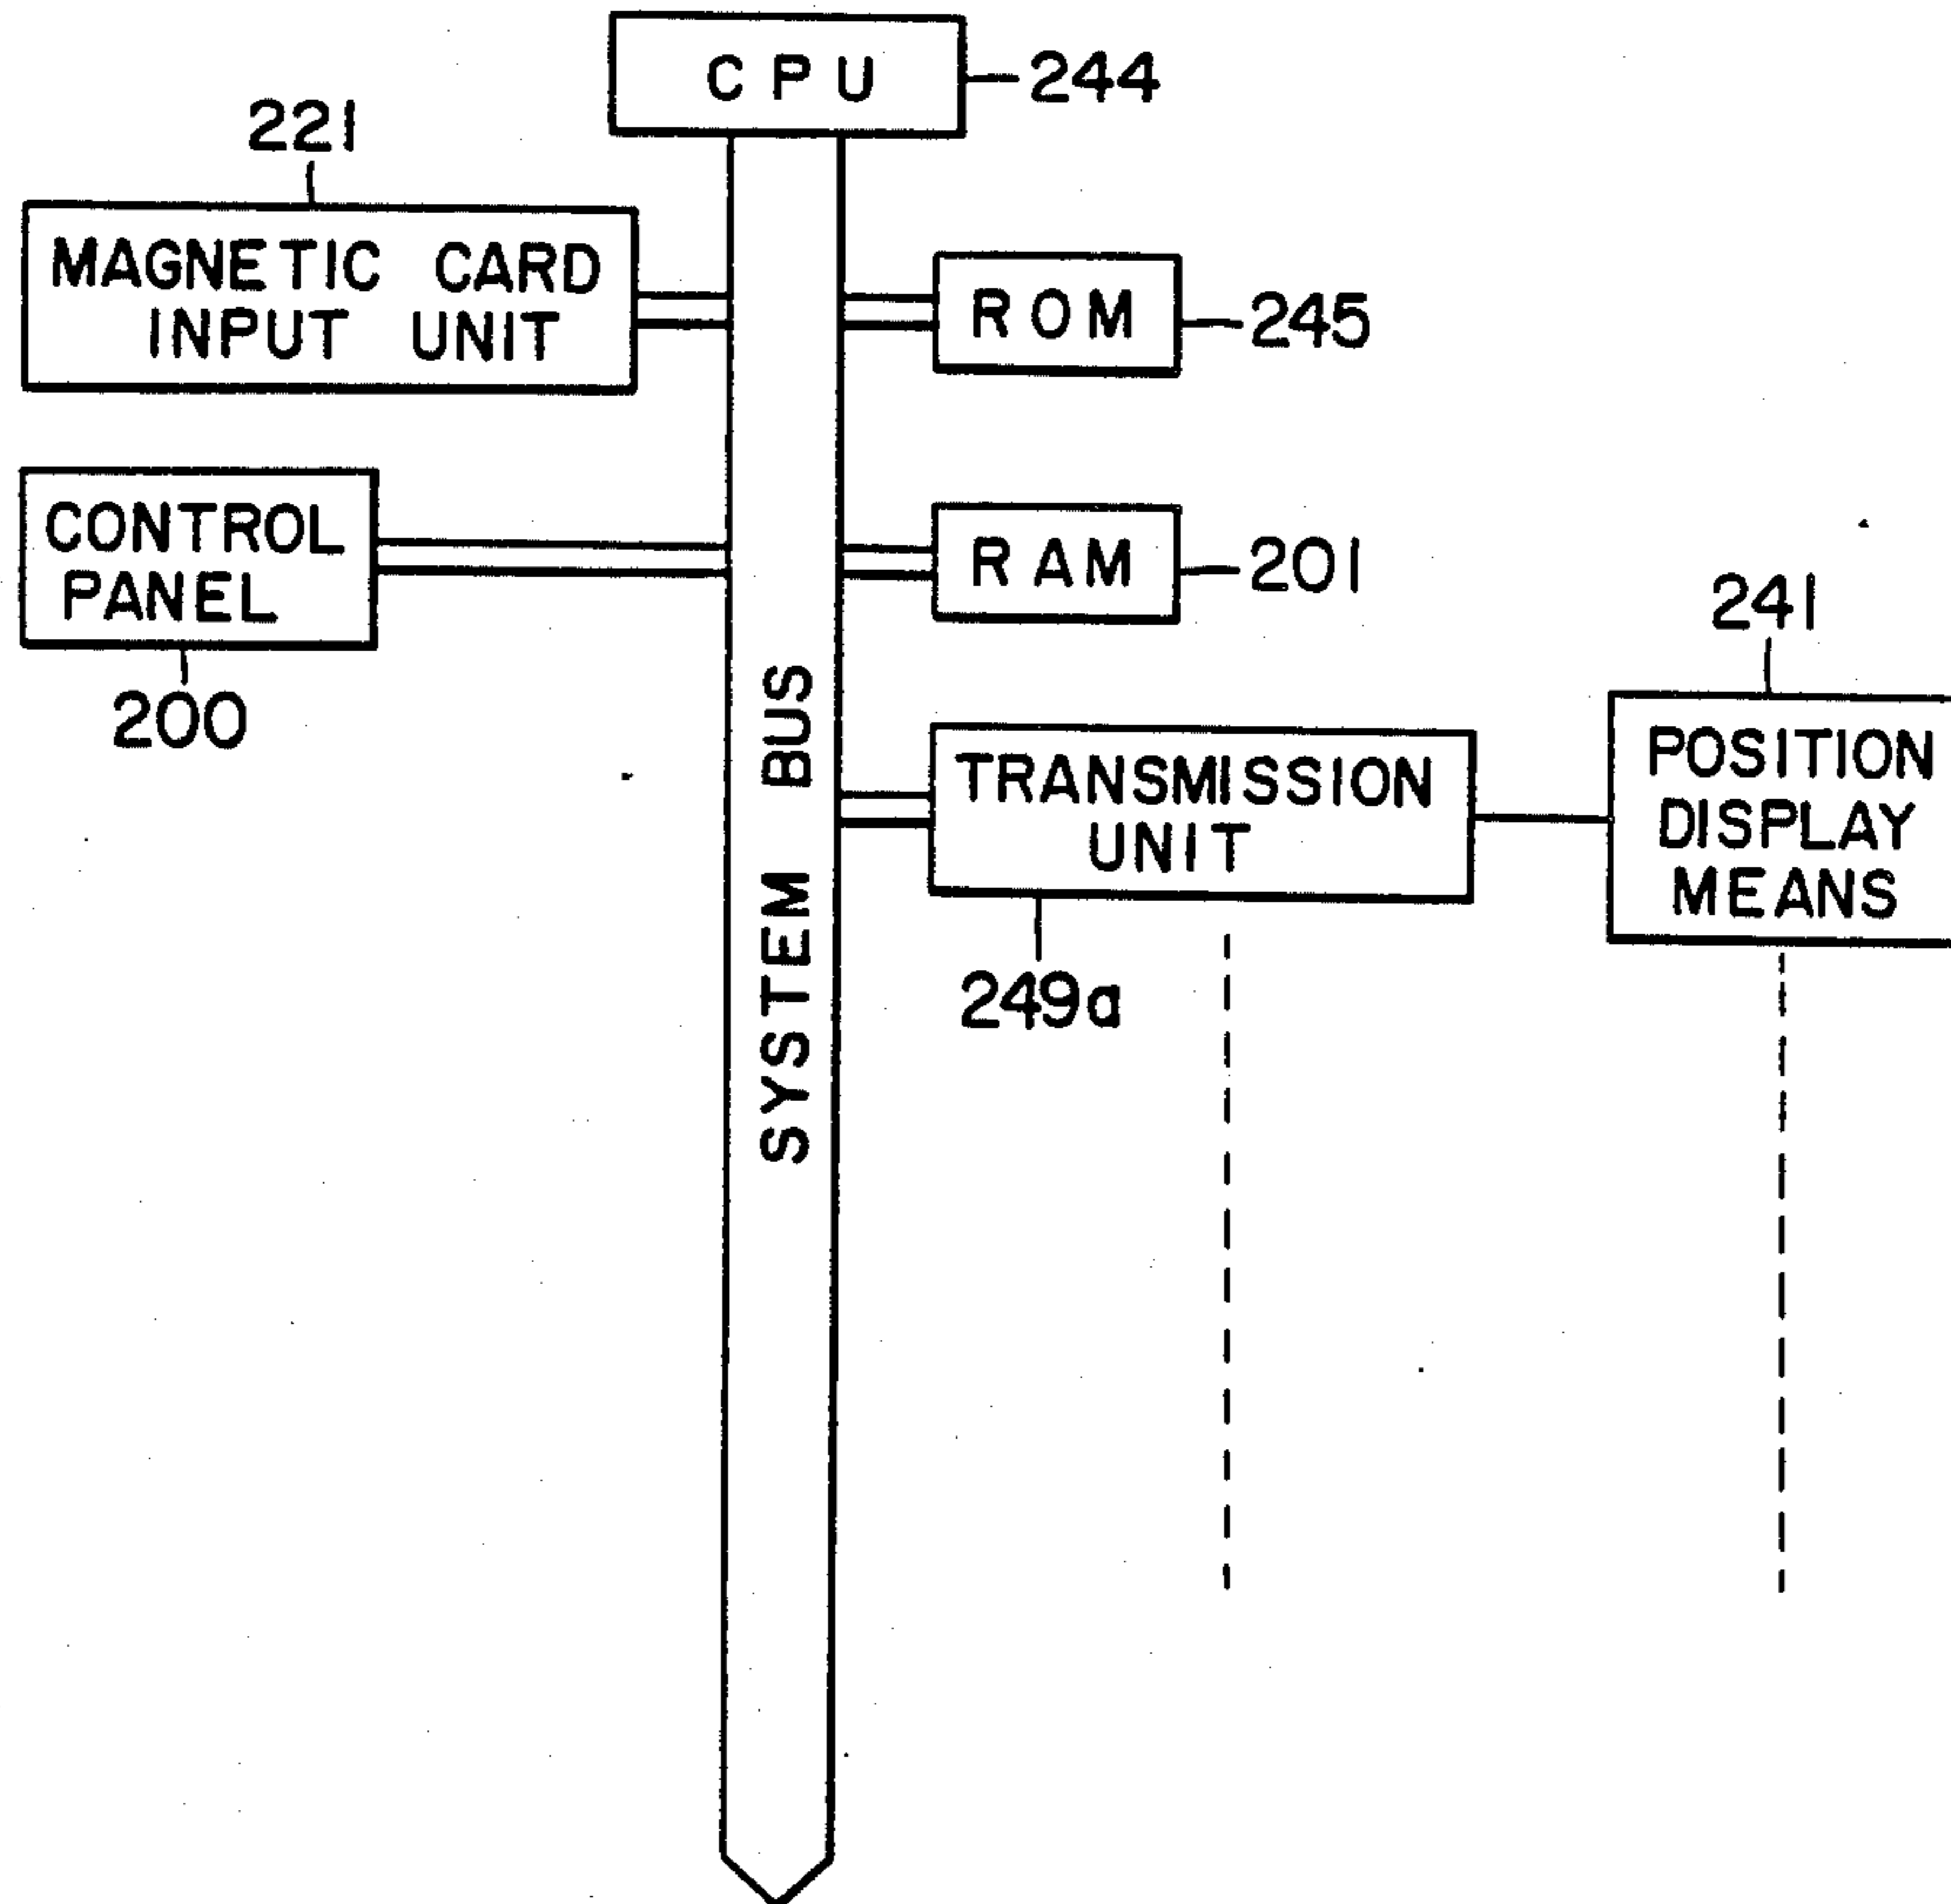 CPU
244
221
MAGNETIC CARD
INPUT UNIT
ROM
245
CONTROL
PANEL
200
RAM
201
SYSTEM BUS
TRANSMISSION
UNIT
249a
241
POSITION
DISPLAY
MEANS